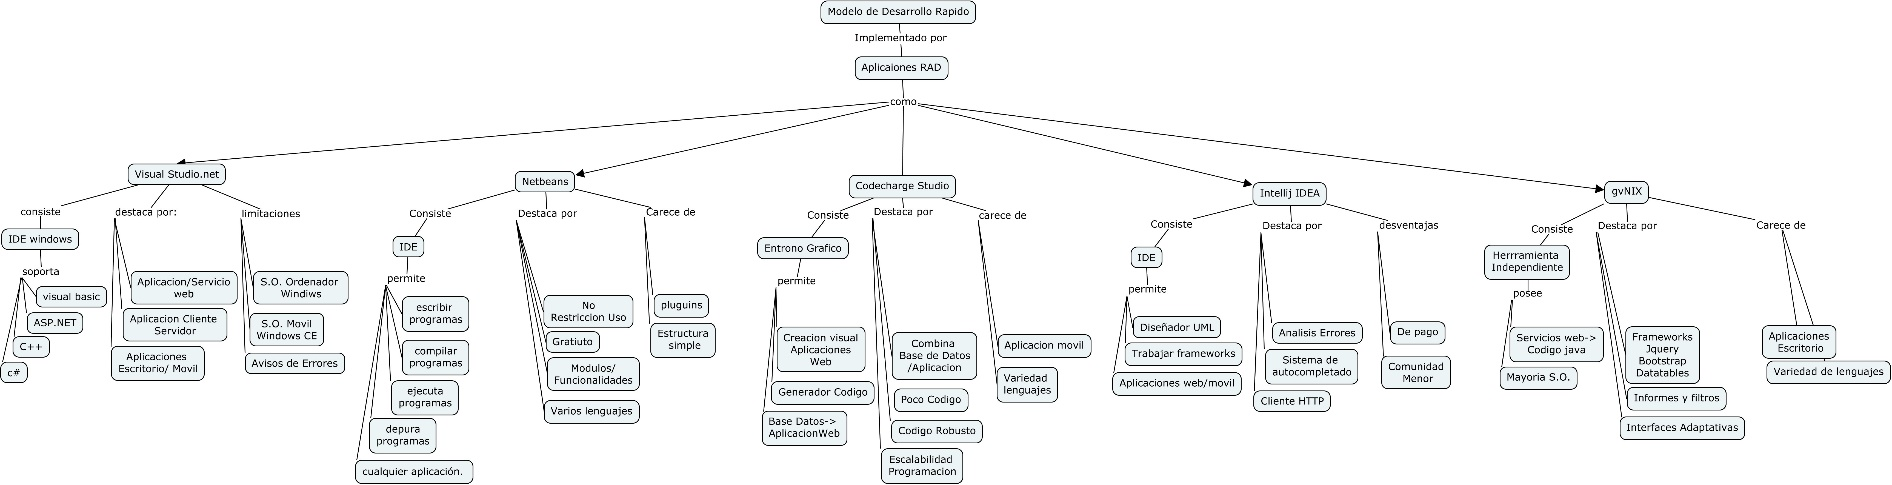 Modelo de Desarrollo Rapido
Implementado por
Aplicaiones RAD
como
Visual Studio.net
consiste
IDE windows
soporta
visual basic
ASP.NET
C++
c#
destaca por:
Aplicacion/Servicio
web
Aplicacion Cliente
Servidor
Aplicaciones
Escritorio/ Movil
limitaciones
S.O. Ordenador
Windiws
S.O. Movil
Windows CE
Avisos de Errores
Netbeans
Consiste
IDE
permite
escribir
programas
compilar
programas
ejecuta
programas
depura
programas
cualquier aplicación.
Destaca por
No
Restriccion Uso
Gratiuto
Modulos/
Funcionalidades
Varios lenguajes
Carece de
pluguins
Estructura
simple
Codecharge Studio
Consiste
Entrono Grafico
permite
Creacion visual
Aplicaciones
Web
Generador Codigo
Base Datos->
AplicacionWeb
Destaca por
Combina
Base de Datos
/Aplicacion
Poco Codigo
Codigo Robusto
Escalabilidad
Programacion
carece de
Aplicacion movil
Variedad
lenguajes
Intellij IDEA
Consiste
IDE
permite
Diseñador UML
Trabajar frameworks
Aplicaciones web/movil
Destaca por
Analisis Errores
Sistema de
autocompletado
Cliente HTTP
desventajas
De pago
Comunidad
Menor
gvNIX
Consiste
Herrramienta
Independiente
posee
Servicios web->
Codigo java
Mayoria S.O.
Destaca por
Frameworks
Jquery
Bootstrap
Datatables
Informes y filtros
Interfaces Adaptativas
Carece de
Aplicaciones
Escritorio
Variedad de lenguajes